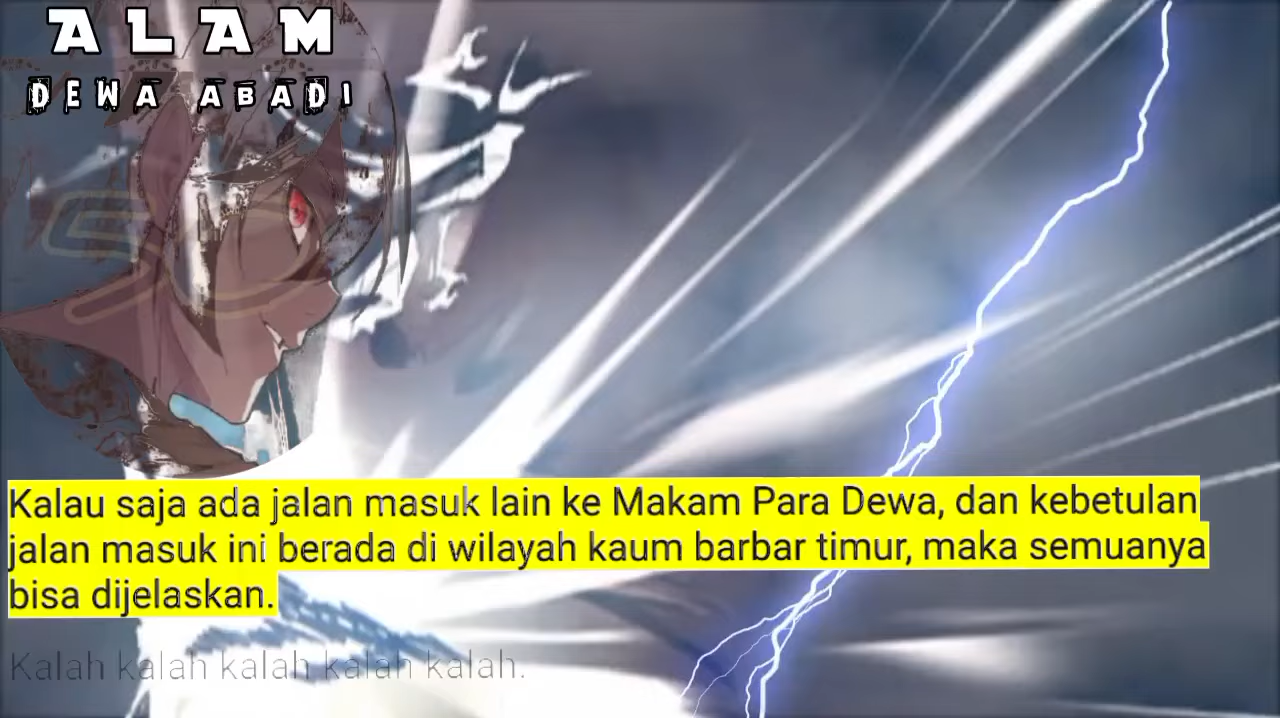 ALAM
DEWA ABADI
Kalau saja ada jalan masuk lain ke Makam Para Dewa, dan kebetulan
jalan masuk ini berada di wilayah kaum barbar timur, maka semuanya
bisa dijelaskan.
Kalah kalah kalah kalah kalah.